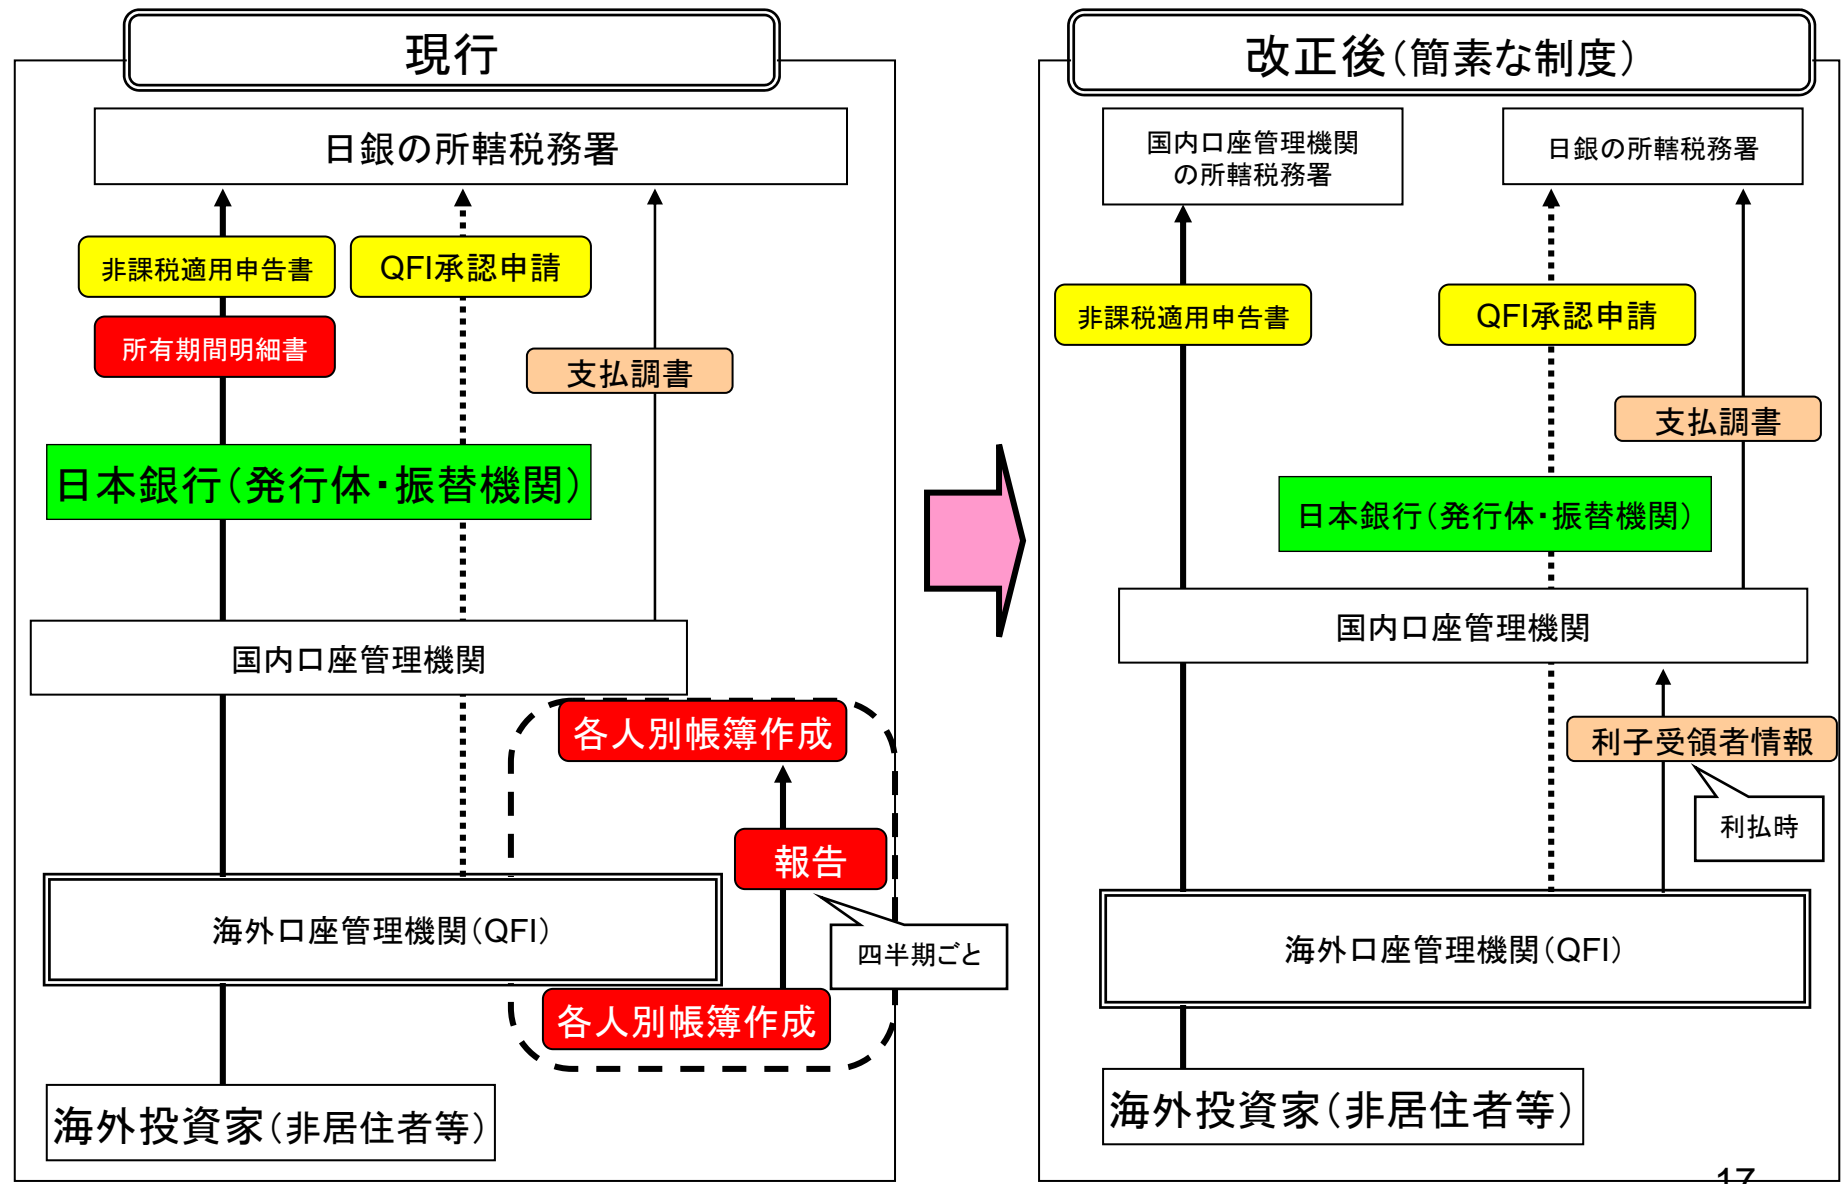 現行
日銀の所轄税務署
非課税適用申告書
QFI承認申請
所有期間明細書
支払調書
日本銀行（発行体・振替機関）
国内口座管理機関
各人別帳簿作成
報告
四半期ごと
海外口座管理機関（QFI）
各人別帳簿作成
海外投資家（非居住者等）
改正後（簡素な制度）
国内口座管理機関
の所轄税務署
日銀の所轄税務署
非課税適用申告書
QFI承認申請
支払調書
日本銀行（発行体・振替機関）
国内口座管理機関
利子受領者情報
利払時
海外口座管理機関（QFI）
海外投資家（非居住者等）
17